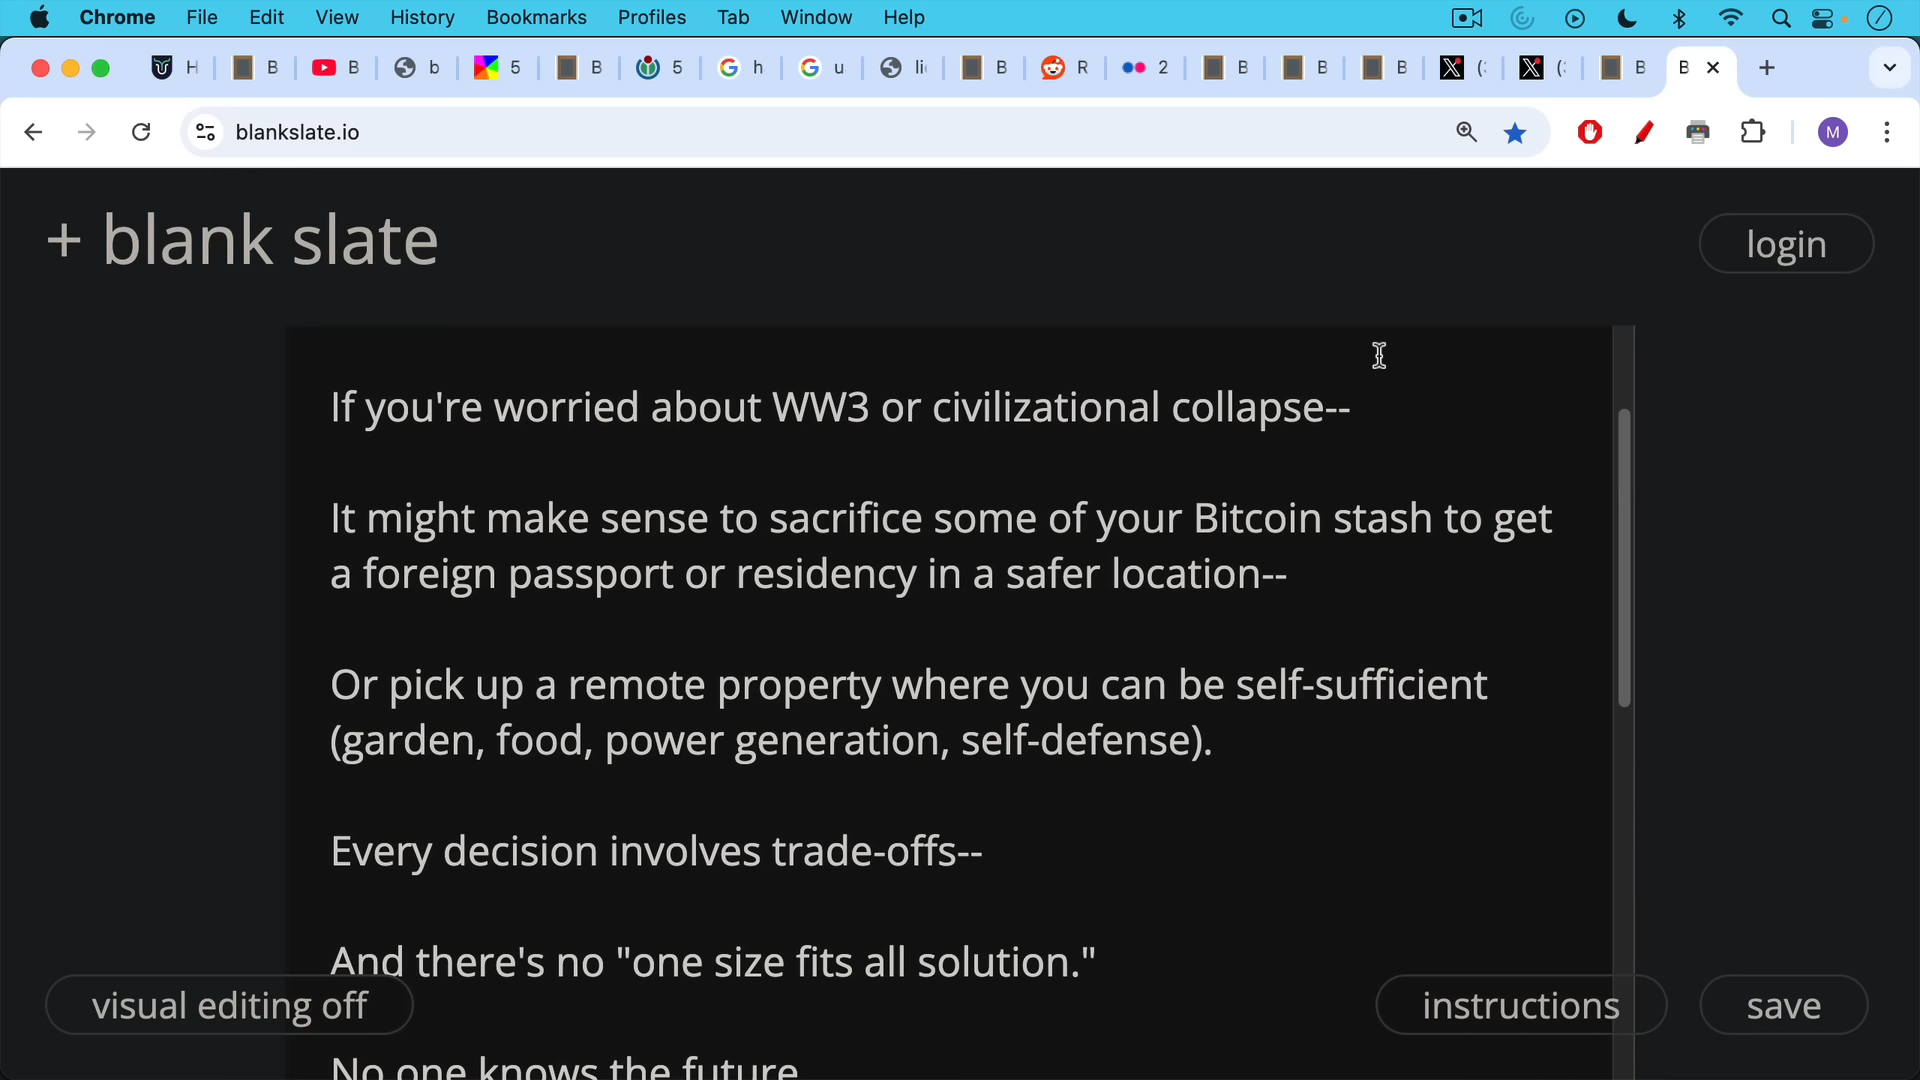 Chrome File Edit View History Bookmarks Profiles Tab Window Help
H B B b 5 B 5 h u li B R 2 B B B (: (: B B
blankslate.io
M
+ blank slate
login
If you're worried about WW3 or civilizational collapse--
It might make sense to sacrifice some of your Bitcoin stash to get
a foreign passport or residency in a safer location--
Or pick up a remote property where you can be self-sufficient
(garden, food, power generation, self-defense).
Every decision involves trade-offs--
And there's no "one size fits all solution."
visual editing off
instructions
save
No one knows the future